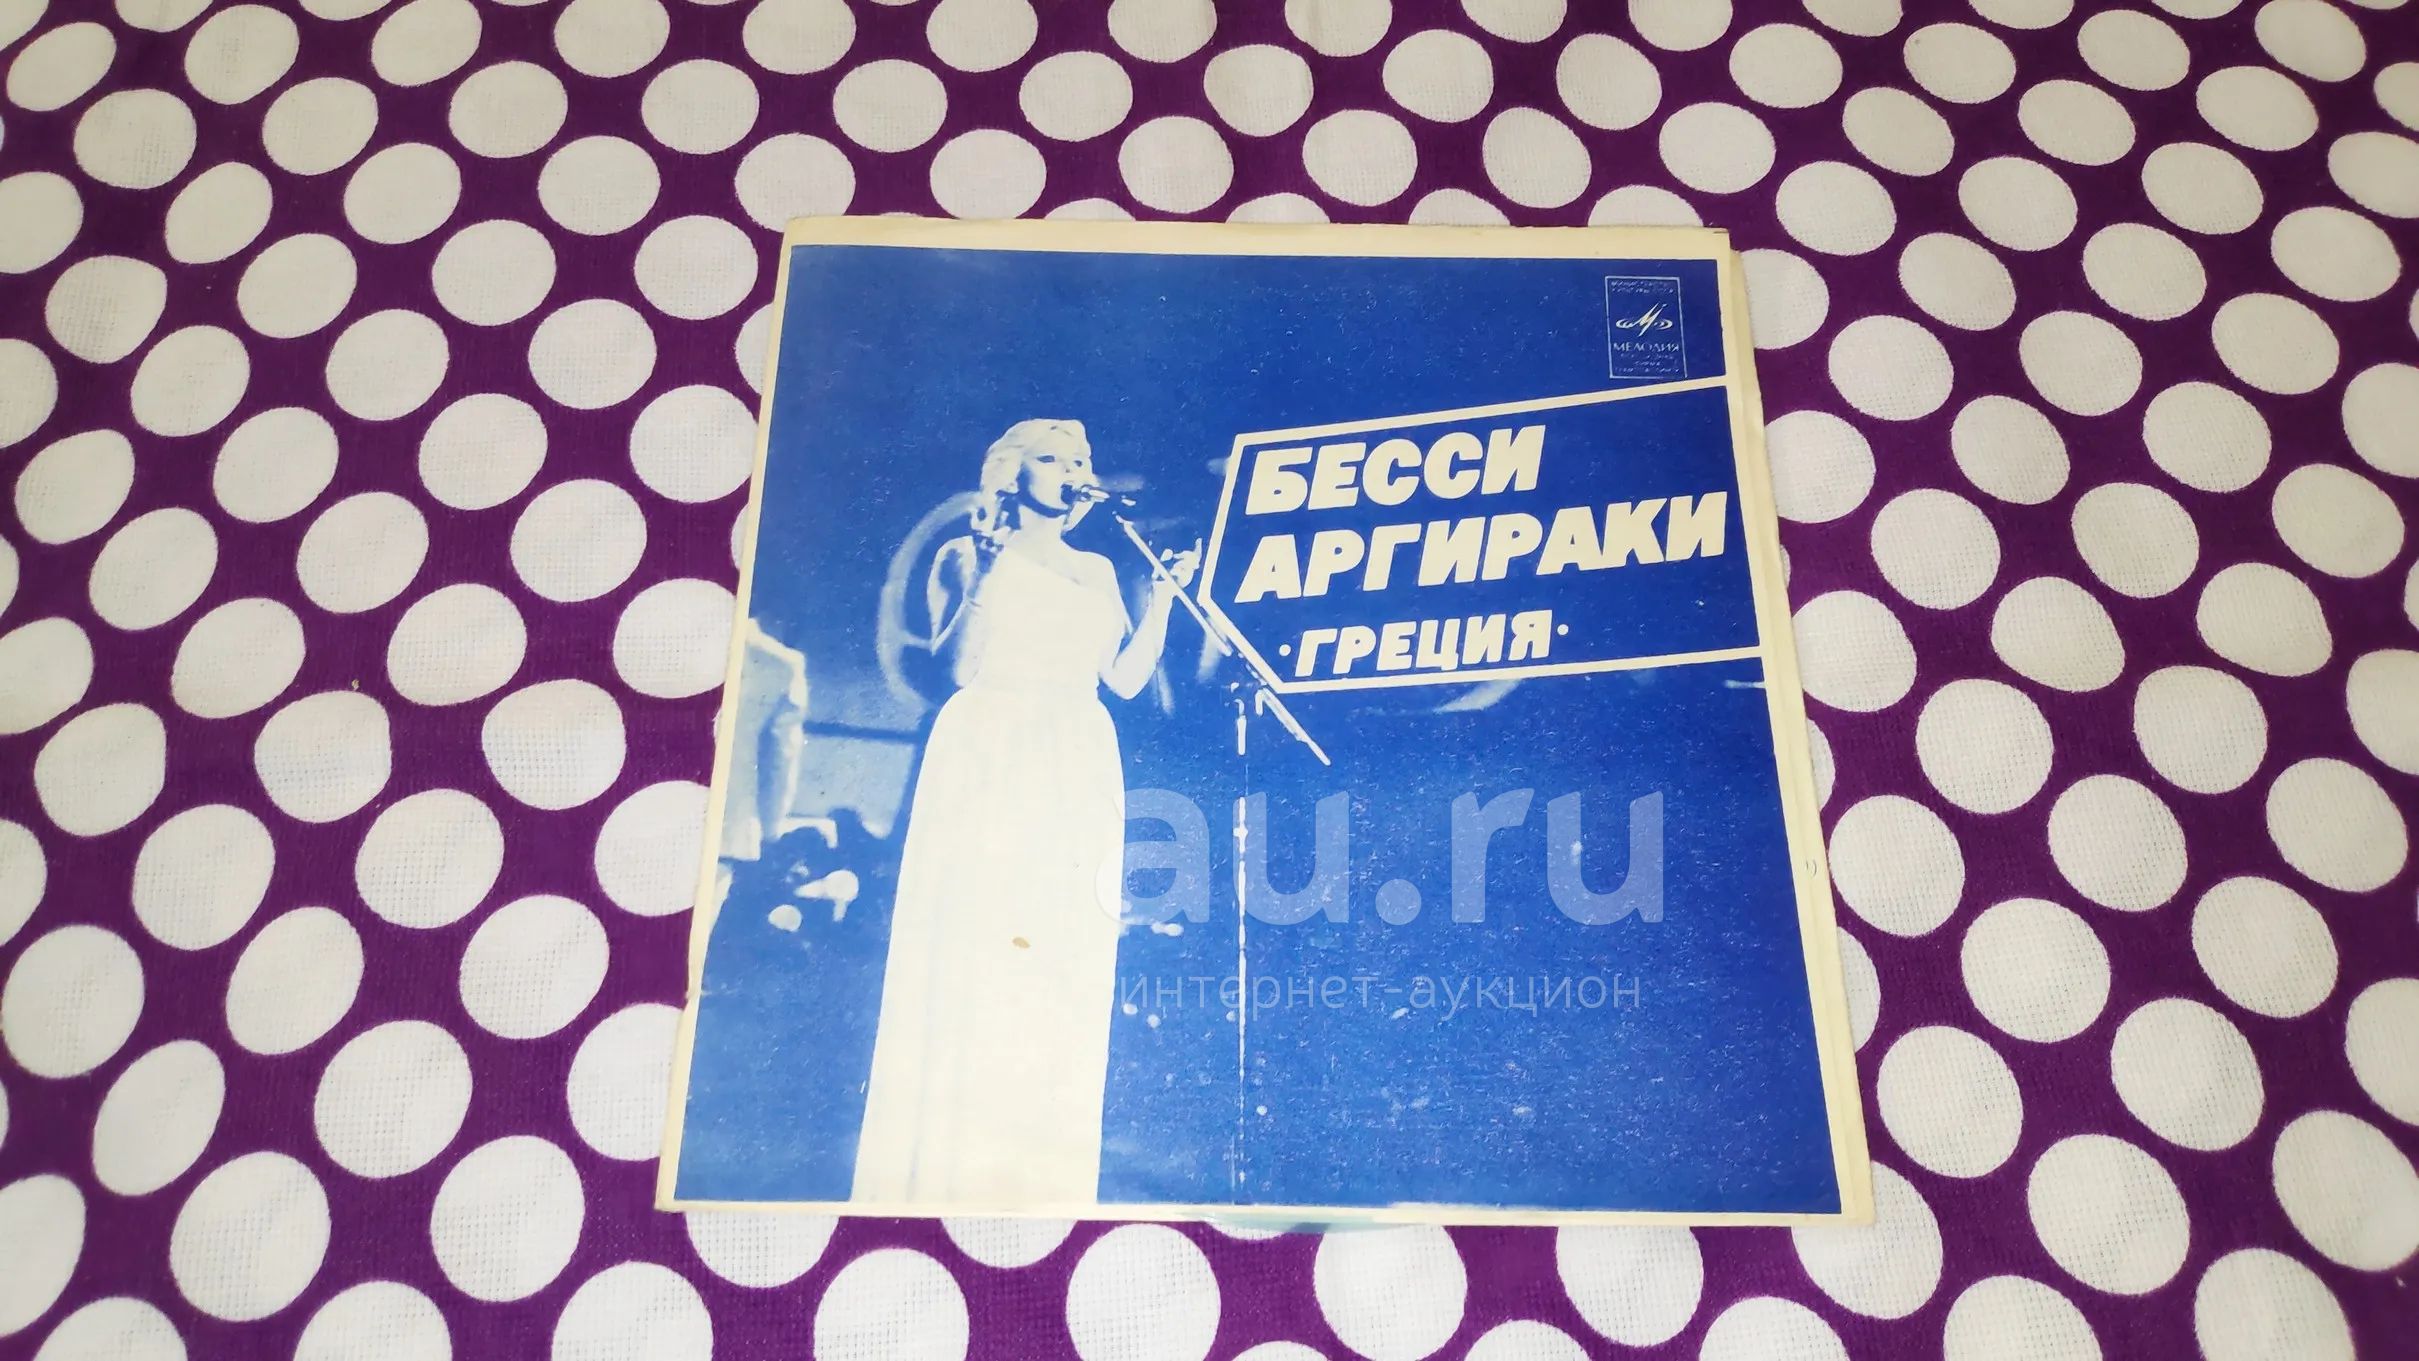 МЕЛОДИЯ
БЕССИ
АРГИРАКИ
·ГРЕЦИЯ·
au.ru
интернет-аукцион